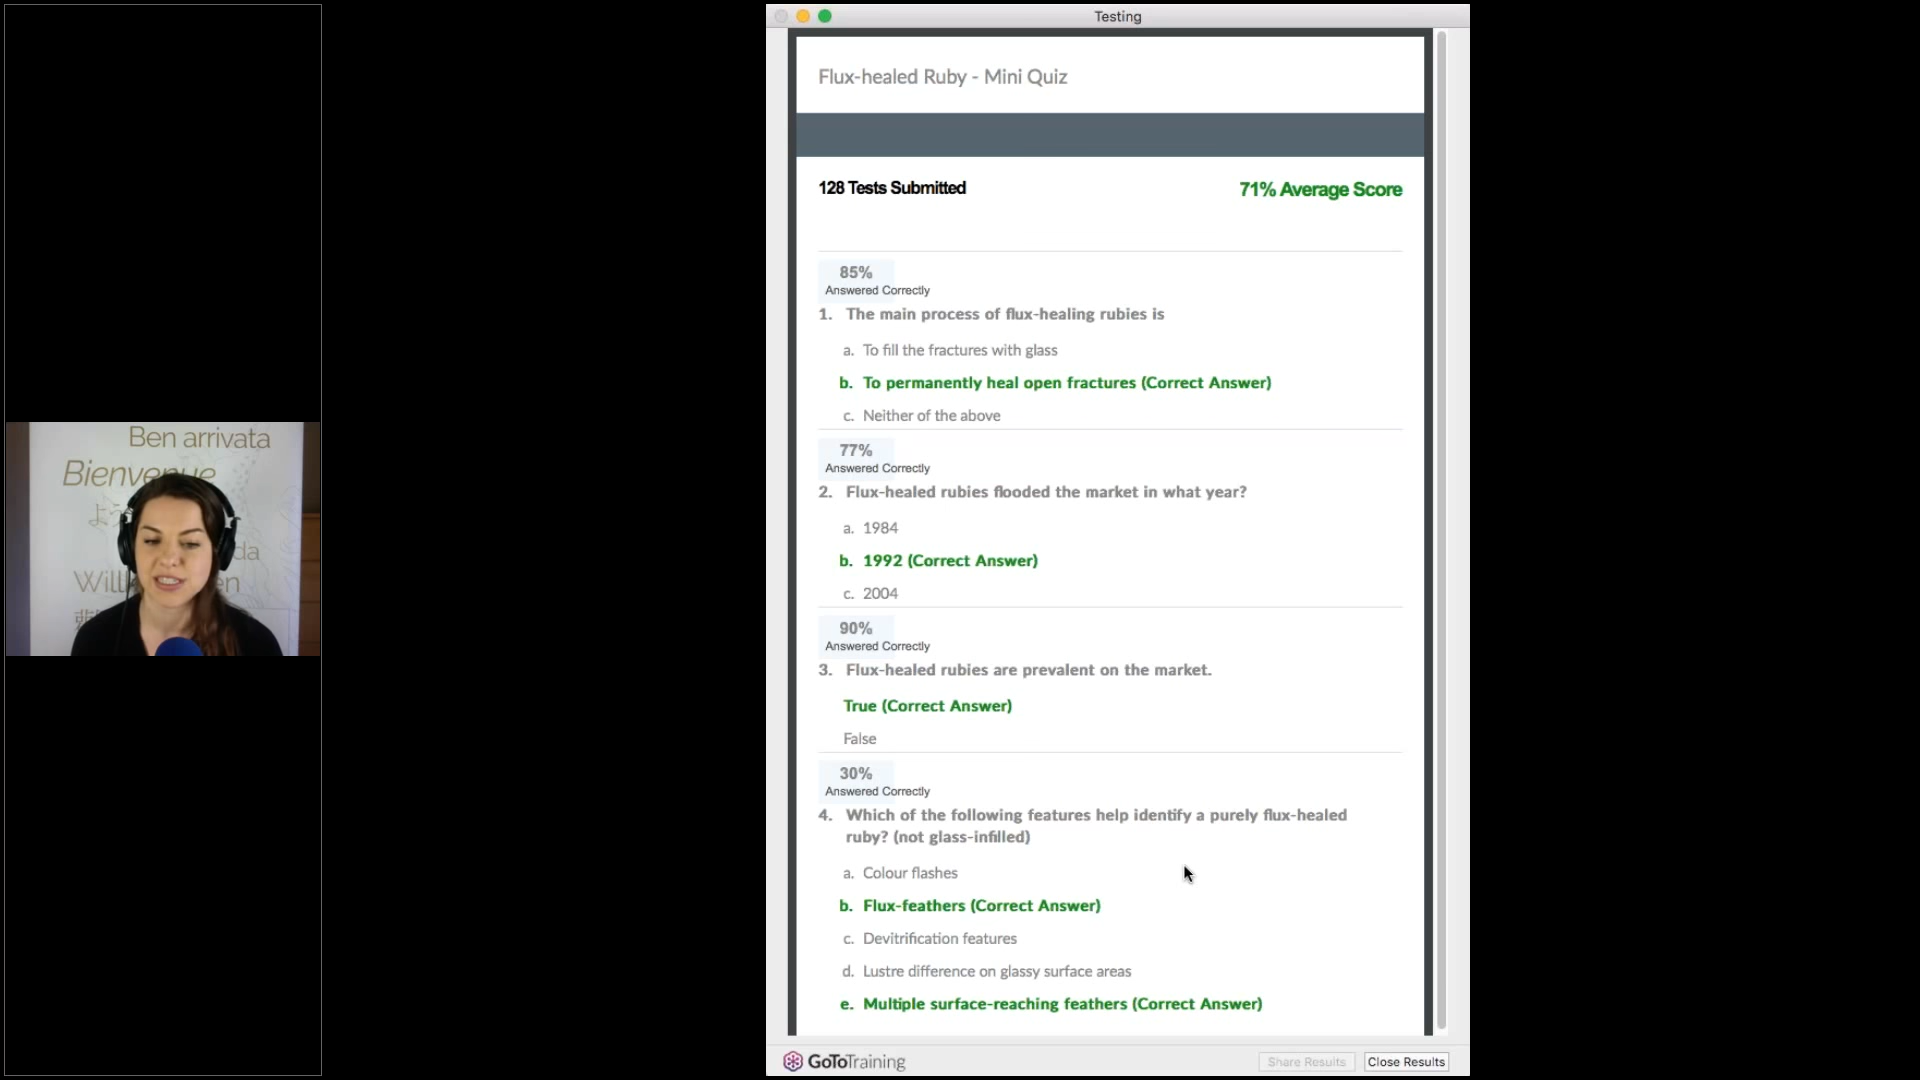 Ben arrivata
Bienvenue
よう
da
Will en
Testing
Flux-healed Ruby - Mini Quiz
128 Tests Submitted
71% Average Score
85%
Answered Correctly
1. The main process of flux-healing rubies is
a. To fill the fractures with glass
b. To permanently heal open fractures (Correct Answer)
c. Neither of the above
77%
Answered Correctly
2. Flux-healed rubies flooded the market in what year?
a. 1984
b. 1992 (Correct Answer)
c. 2004
90%
Answered Correctly
3. Flux-healed rubies are prevalent on the market.
True (Correct Answer)
False
30%
Answered Correctly
4. Which of the following features help identify a purely flux-healed
ruby? (not glass-infilled)
a. Colour flashes
b. Flux-feathers (Correct Answer)
c. Devitrification features
d. Lustre difference on glassy surface areas
e. Multiple surface-reaching feathers (Correct Answer)
GoToTraining
Share Results
Close Results